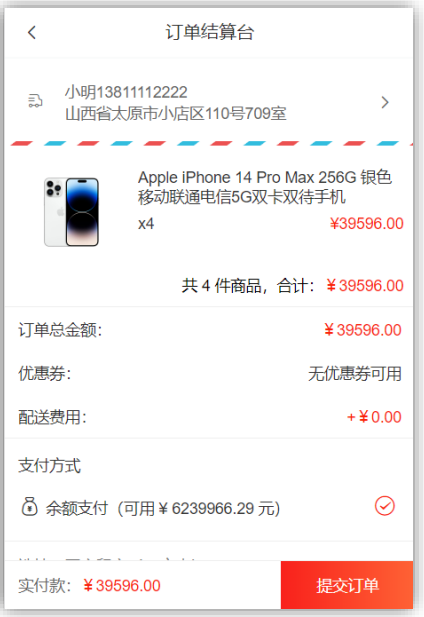 订单结算台
小明13811112222
山西省太原市小店区110号709室
Apple iPhone 14 Pro Max 256G 银色
移动联通电信5G双卡双待手机
x4 ¥39596.00
共 4 件商品，合计：￥39596.00
订单总金额： ￥39596.00
优惠券： 无优惠券可用
配送费用： +￥0.00
支付方式
余额支付（可用 ¥ 6239966.29 元）
实付款：￥39596.00 提交订单